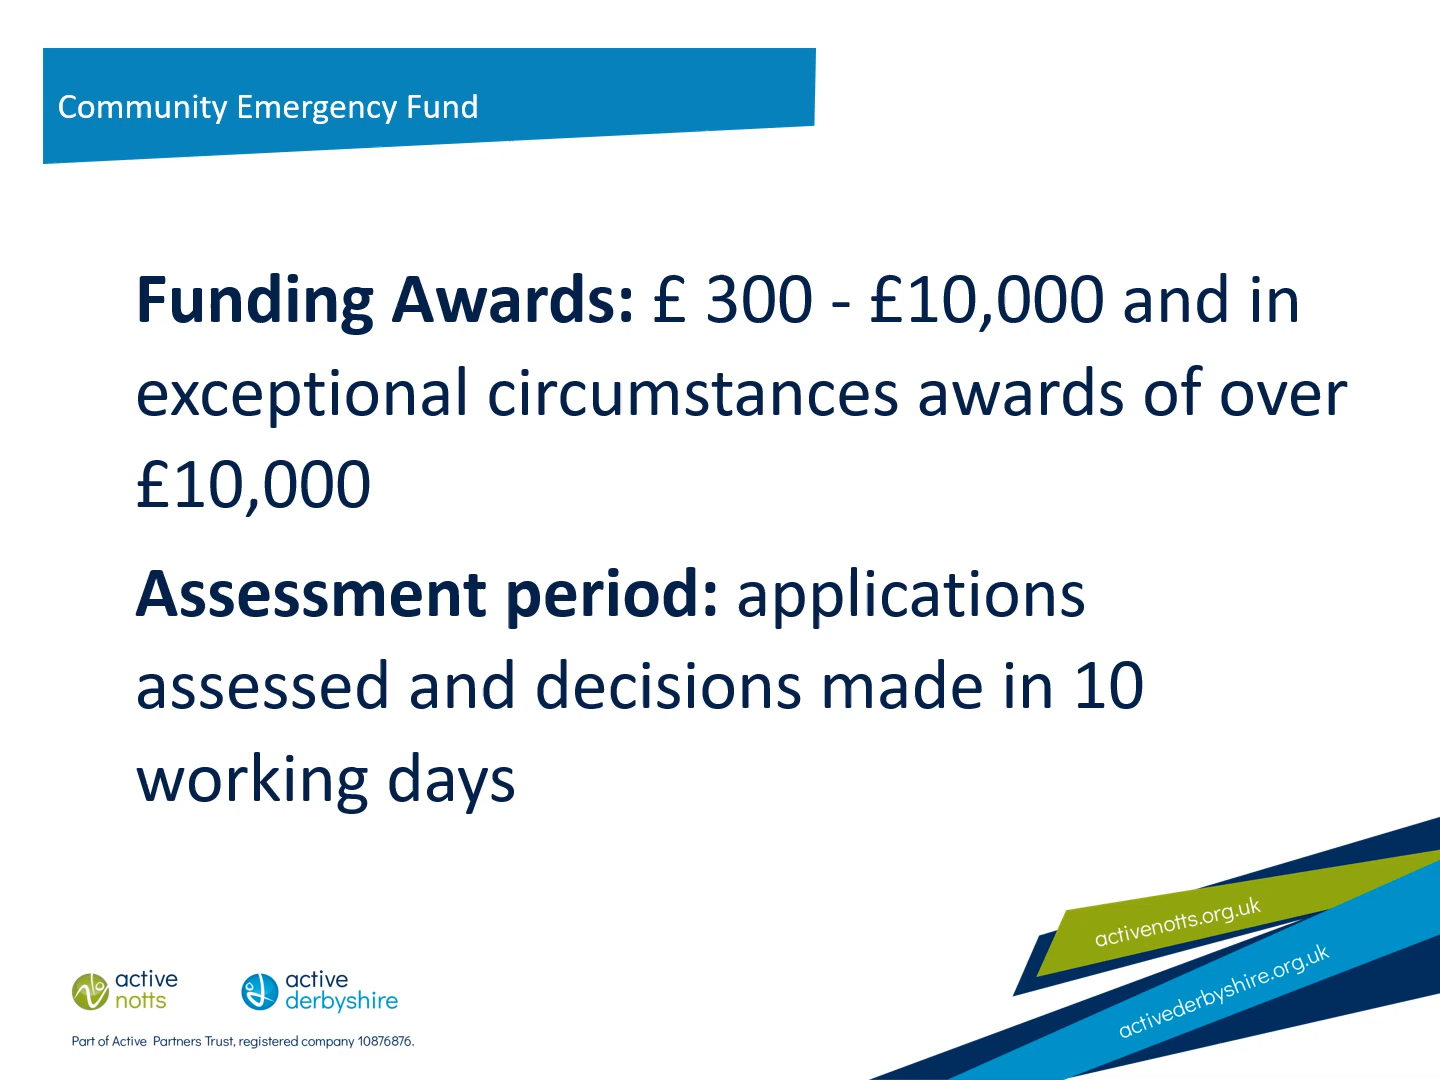 Community Emergency Fund
Funding Awards: £ 300 - £10,000 and in
exceptional circumstances awards of over
£10,000
Assessment period: applications
assessed and decisions made in 10
working days
activenotts.org.uk
activederbyshire.org.uk
active
notts
active
derbyshire
Part of Active Partners Trust, registered company 10876876.